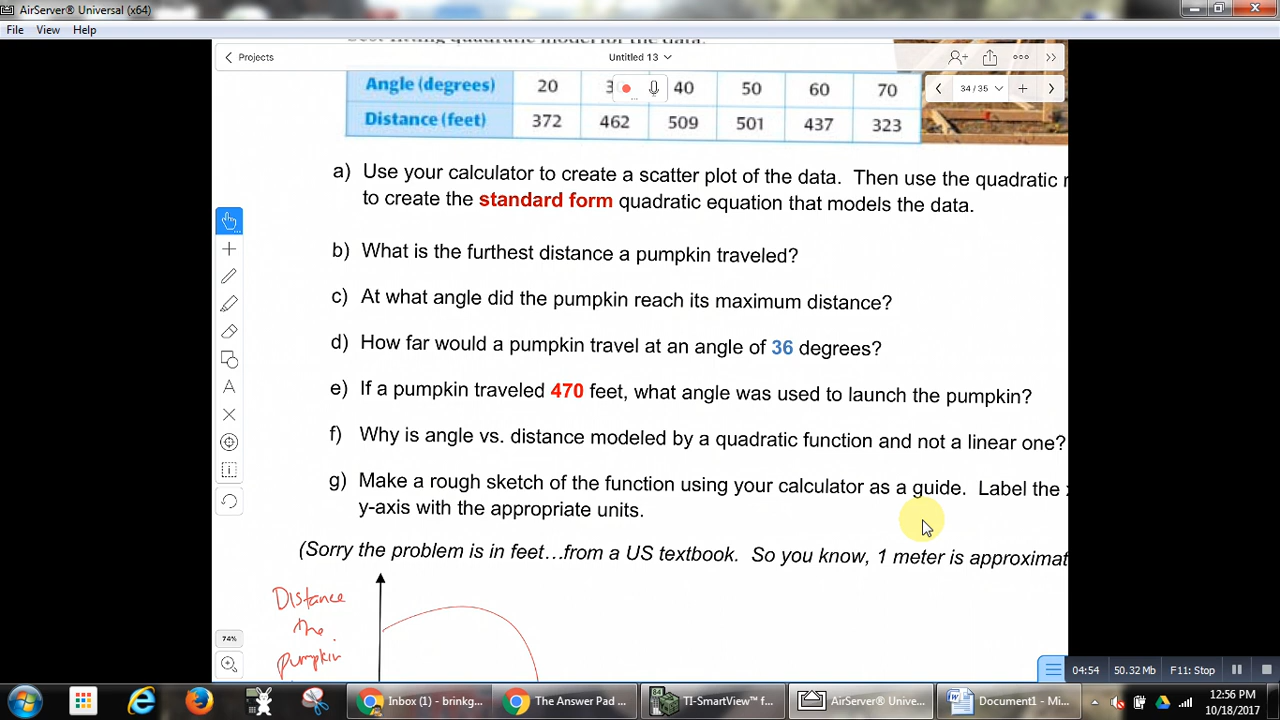 AirServer® Universal (x64)
File View Help
best-fitting quadratic model for the data.
Projects
Untitled 13
Angle (degrees) 20 3 40 50 60 70
34 / 35
Distance (feet) 372 462 509 501 437 323
a) Use your calculator to create a scatter plot of the data. Then use the quadratic
to create the standard form quadratic equation that models the data.
b) What is the furthest distance a pumpkin traveled?
c) At what angle did the pumpkin reach its maximum distance?
d) How far would a pumpkin travel at an angle of 36 degrees?
e) If a pumpkin traveled 470 feet, what angle was used to launch the pumpkin?
f) Why is angle vs. distance modeled by a quadratic function and not a linear one?
g) Make a rough sketch of the function using your calculator as a guide. Label the
y-axis with the appropriate units.
(Sorry the problem is in feet…from a US textbook. So you know, 1 meter is approximat
Distance
the
pumpkin
74%
04:54 50.32 Mb F11: Stop
Inbox (1) - brinkg... The Answer Pad ... TI-SmartView™ f... AirServer® Unive... Document1 - Mi...
12:56 PM
10/18/2017